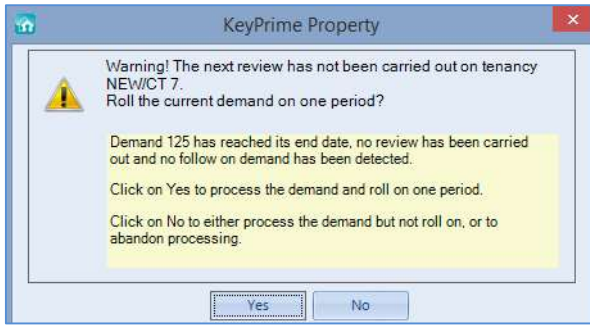 KeyPrime Property
Warning! The next review has not been carried out on tenancy
NEW/CT 7.
Roll the current demand on one period?
Demand 125 has reached its end date, no review has been carried
out and no follow on demand has been detected.
Click on Yes to process the demand and roll on one period.
Click on No to either process the demand but not roll on, or to
abandon processing.
Yes
No